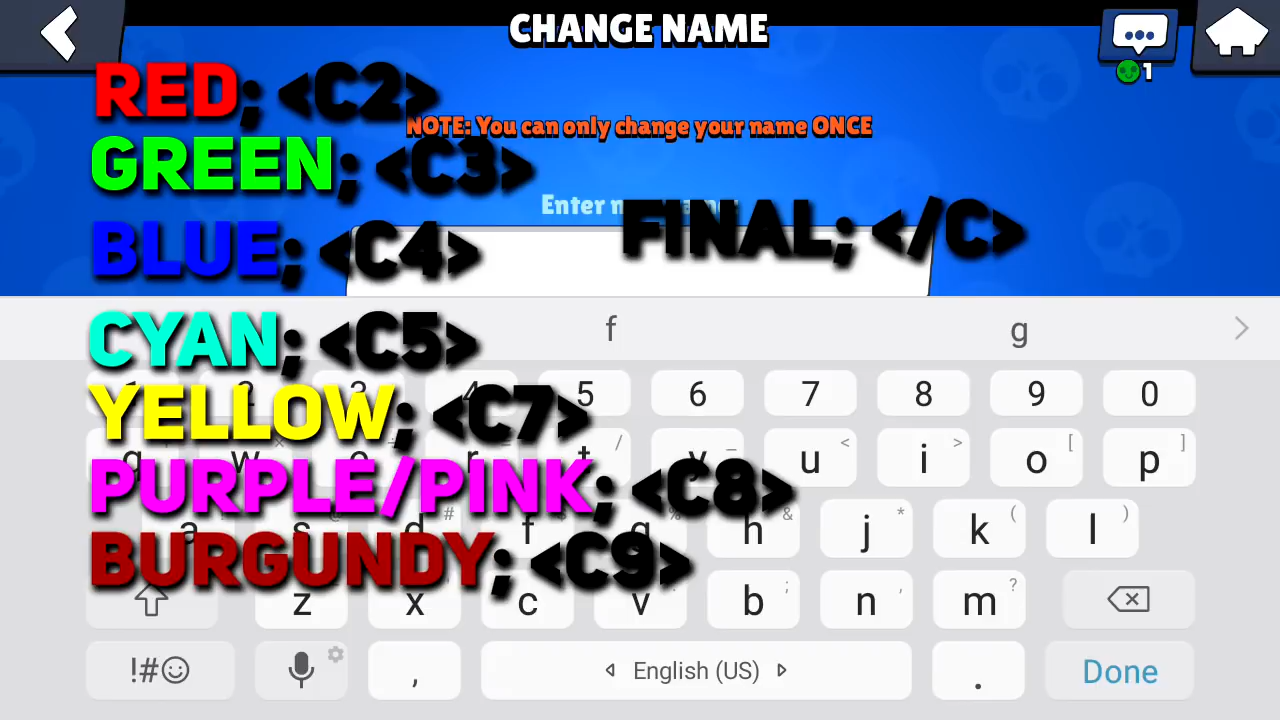 CHANGE NAME
1
RED; <C2>
NOTE: You can only change your name ONCE
GREEN; <C3>
Enter
FINAL; </C>
BLUE; <C4>
f g
CYAN; <C5>
5 6 7 8 9 0
YELLOW; <C7>
q w e r t y u i o p
/ _ < > [ ]
PURPLE/PINK; <C8>
a s d f g h j k l
# & * ( )
BURGUNDY; <C9>
z x c v b n m
; , ?
!#☺ , English (US) . Done